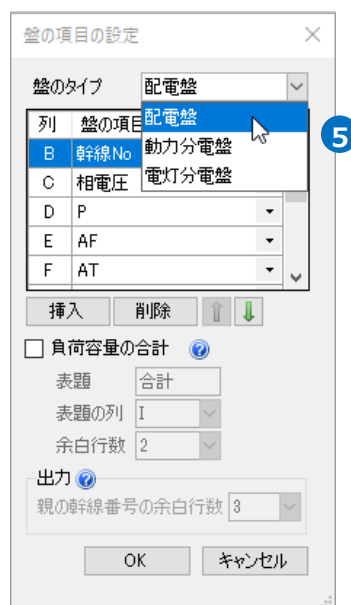 盤の項目の設定
盤のタイプ 配電盤
列 盤の項目
配電盤
動力分電盤
電灯分電盤
5
B 幹線No
C 相電圧
D P
E AF
F AT
挿入 削除
負荷容量の合計
表題 合計
表題の列 I
余白行数 2
出力
親の幹線番号の余白行数 3
OK キャンセル